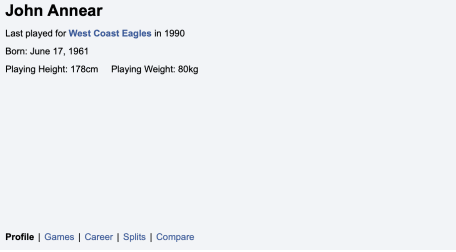 John Annear
Last played for West Coast Eagles in 1990
Born: June 17, 1961
Playing Height: 178cm Playing Weight: 80kg
Profile | Games | Career | Splits | Compare